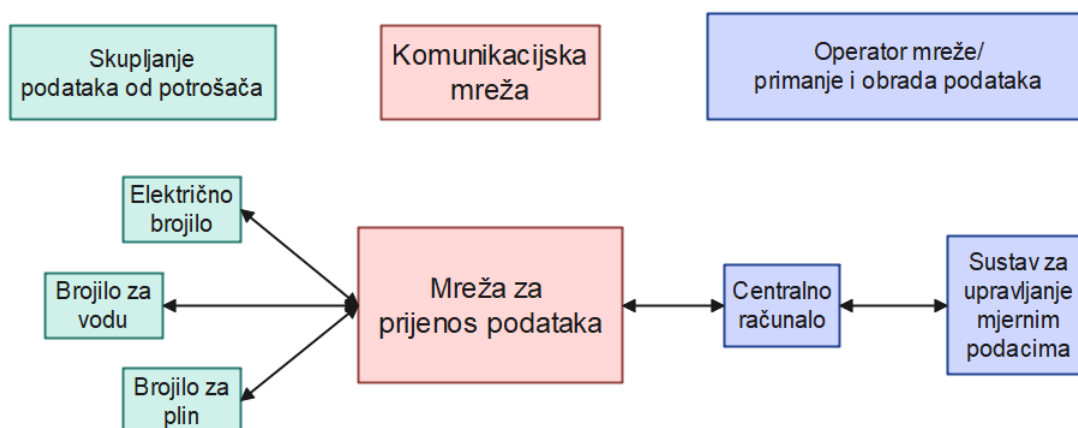 Skupljanje
podataka od potrošača
Komunikacijska
mreža
Operator mreže/
primanje i obrada podataka
Električno
brojilo
Brojilo za
vodu
Brojilo za
plin
Mreža za
prijenos podataka
Centralno
računalo
Sustav za
upravljanje
mjernim
podacima